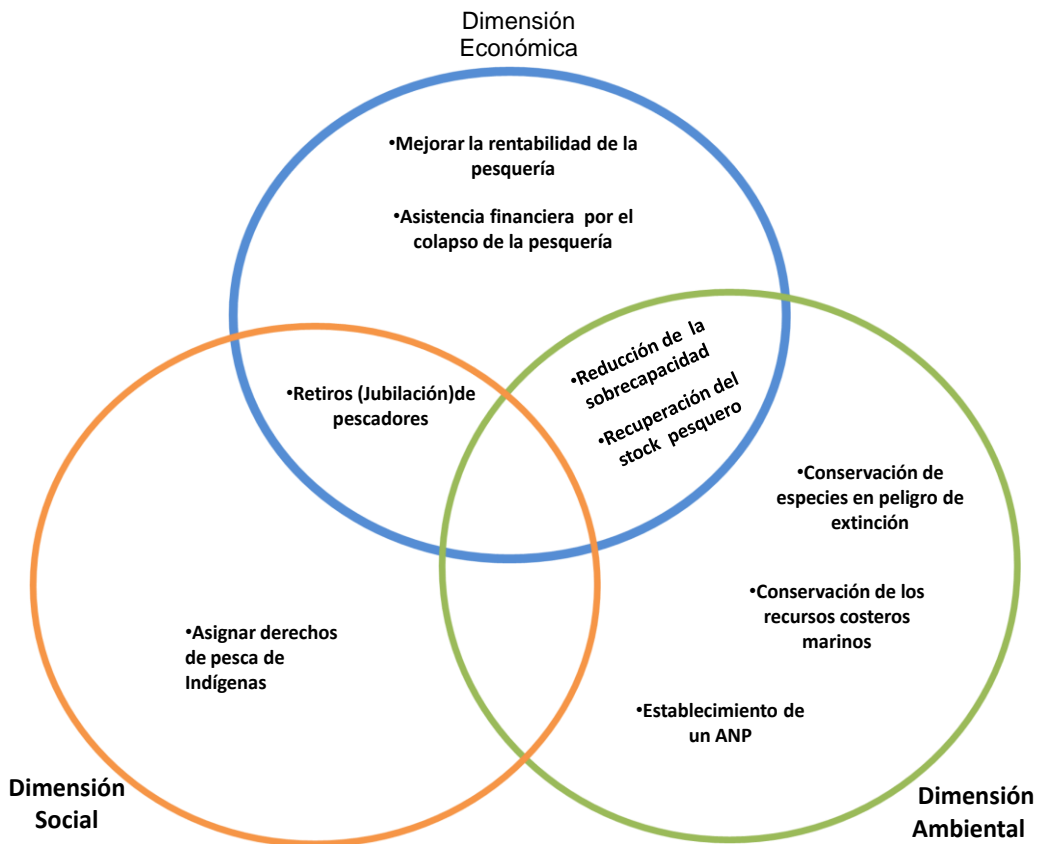 Dimensión
Económica
•Mejorar la rentabilidad de la
pesquería
•Asistencia financiera por el
colapso de la pesquería
•Reducción de la
sobrecapacidad
•Recuperación del
stock pesquero
•Retiros (Jubilación)de
pescadores
•Conservación de
especies en peligro de
extinción
•Conservación de los
recursos costeros
marinos
•Asignar derechos
de pesca de
Indígenas
•Establecimiento de
un ANP
Dimensión
Social
Dimensión
Ambiental